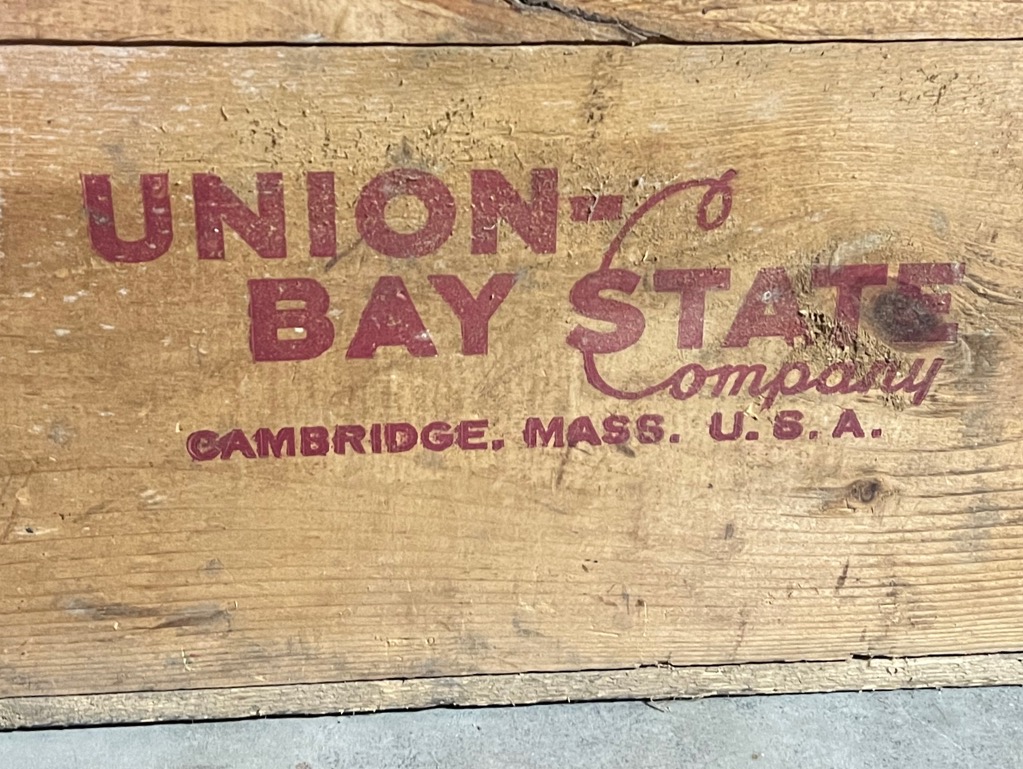 UNION-
BAY STATE
Company
CAMBRIDGE, MASS. U. S. A.